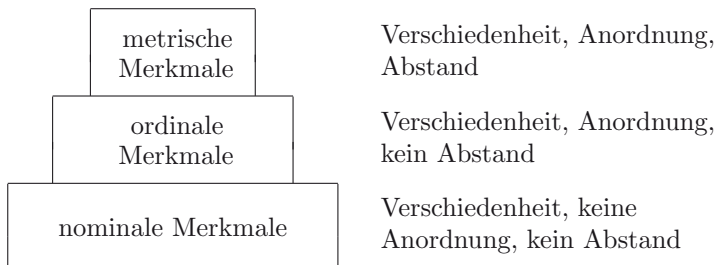 metrische
Merkmale
Verschiedenheit, Anordnung,
Abstand
ordinale
Merkmale
Verschiedenheit, Anordnung,
kein Abstand
nominale Merkmale
Verschiedenheit, keine
Anordnung, kein Abstand